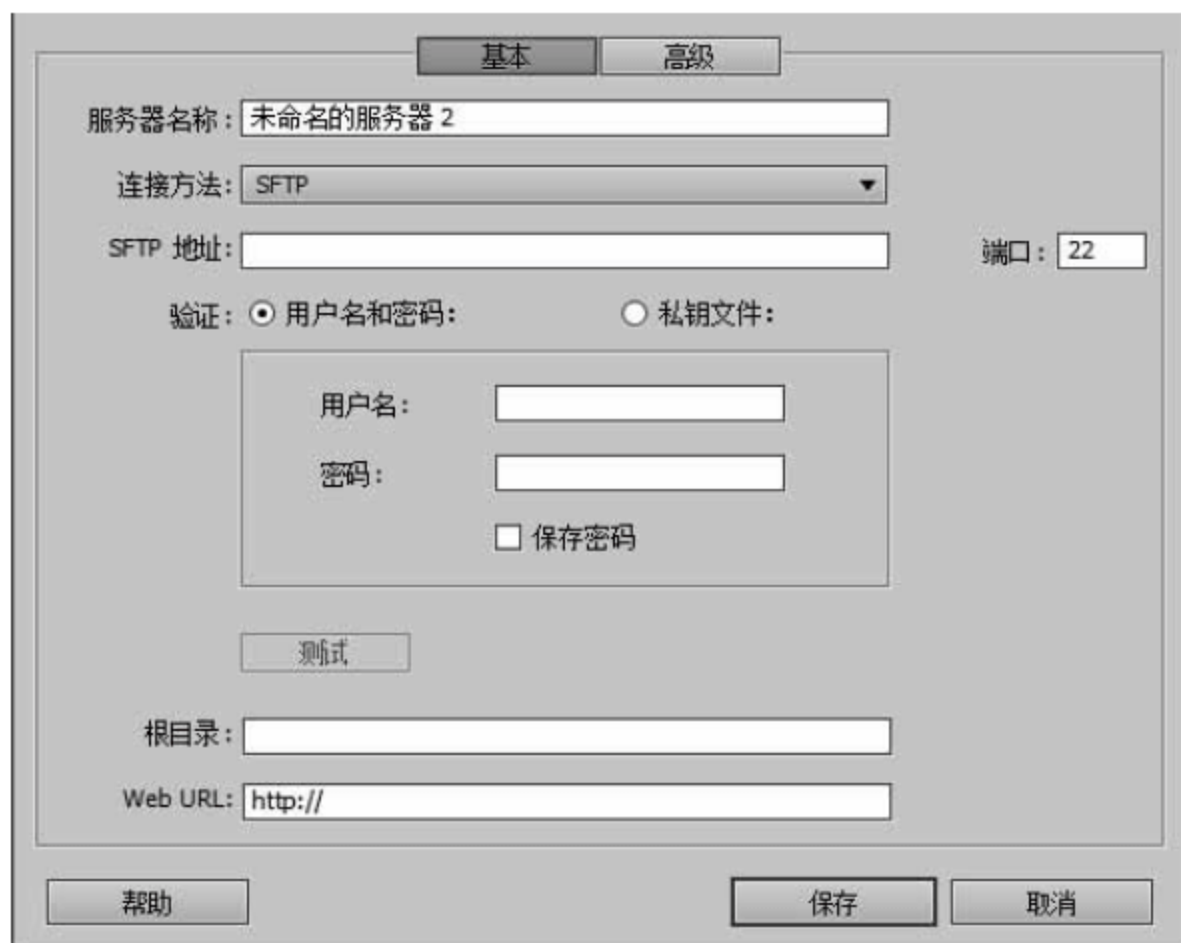 基本 高级
服务器名称： 未命名的服务器 2
连接方法： SFTP
SFTP 地址： 端口： 22
验证： 用户名和密码： 私钥文件：
用户名：
密码：
保存密码
测试
根目录：
Web URL: http://
帮助 保存 取消